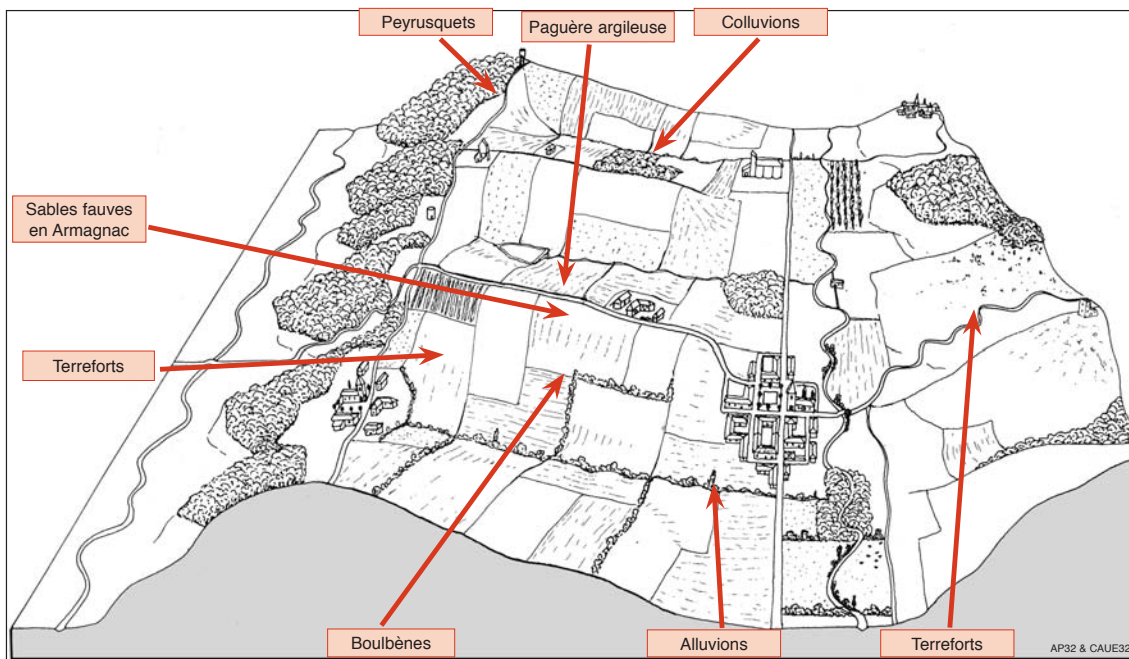 Peyrusquets
Paguère argileuse
Colluvions
Sables fauves
en Armagnac
Terreforts
Boulbènes
Alluvions
Terreforts
AP32 & CAUE32